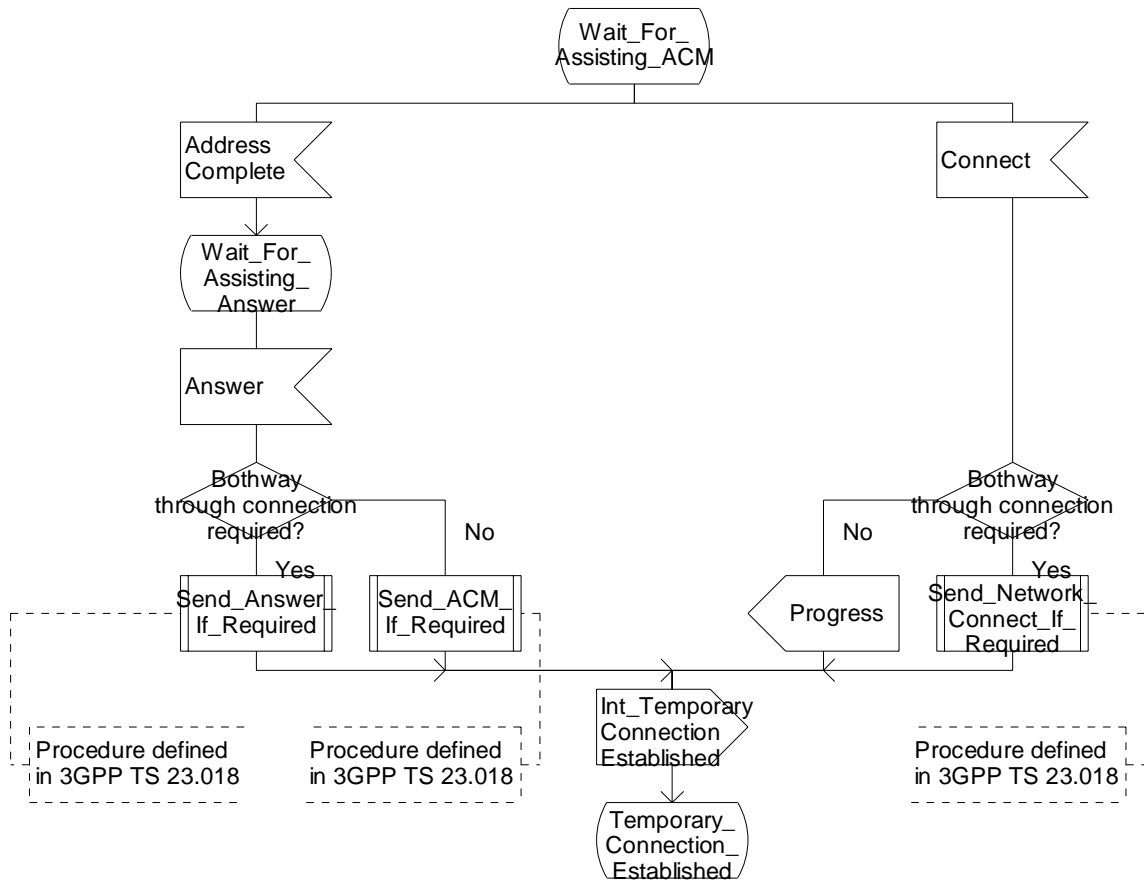 Wait_For_
Assisting_ACM
Address
Complete
Connect
Wait_For_
Assisting_
Answer
Answer
Bothway
through connection
required?
No
Yes
Bothway
through connection
required?
No
Yes
Send_Answer_
If_Required
Send_ACM_
If_Required
Progress
Send_Network_
Connect_If_
Required
Int_Temporary
Connection
Established
Procedure defined
in 3GPP TS 23.018
Procedure defined
in 3GPP TS 23.018
Procedure defined
in 3GPP TS 23.018
Temporary_
Connection_
Established